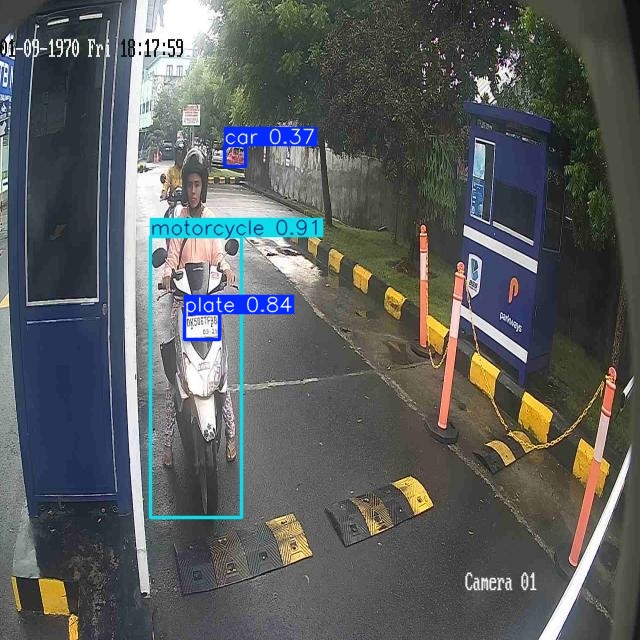 01-09-1970 Fri 18:17:59
car 0.37
motorcycle 0.91
plate 0.84
parkways
Camera 01